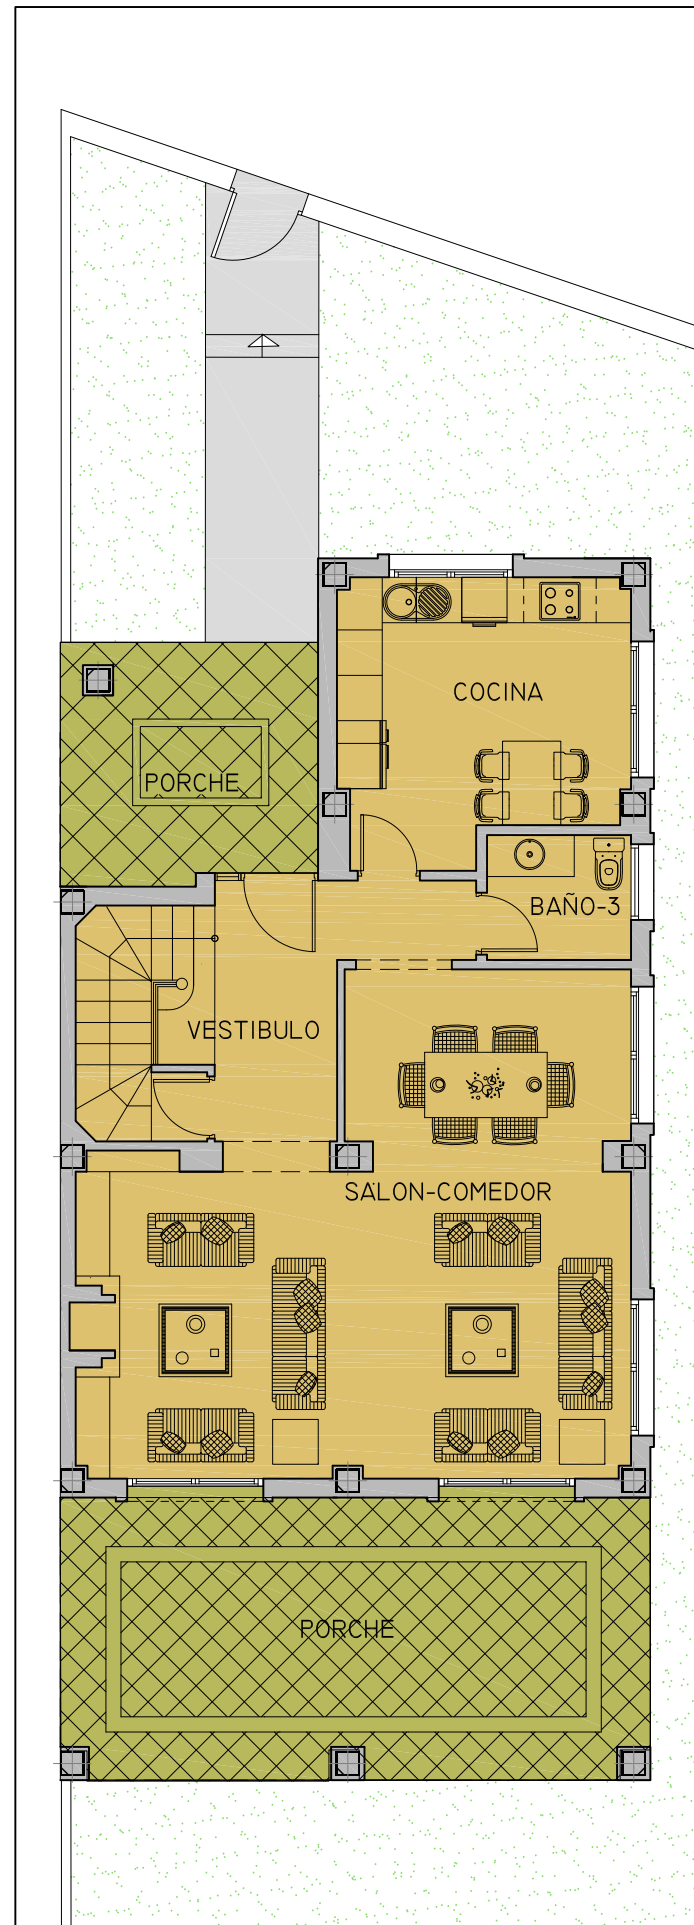 COCINA
PORCHE
BAÑO-3
VESTIBULO
SALON-COMEDOR
PORCHE